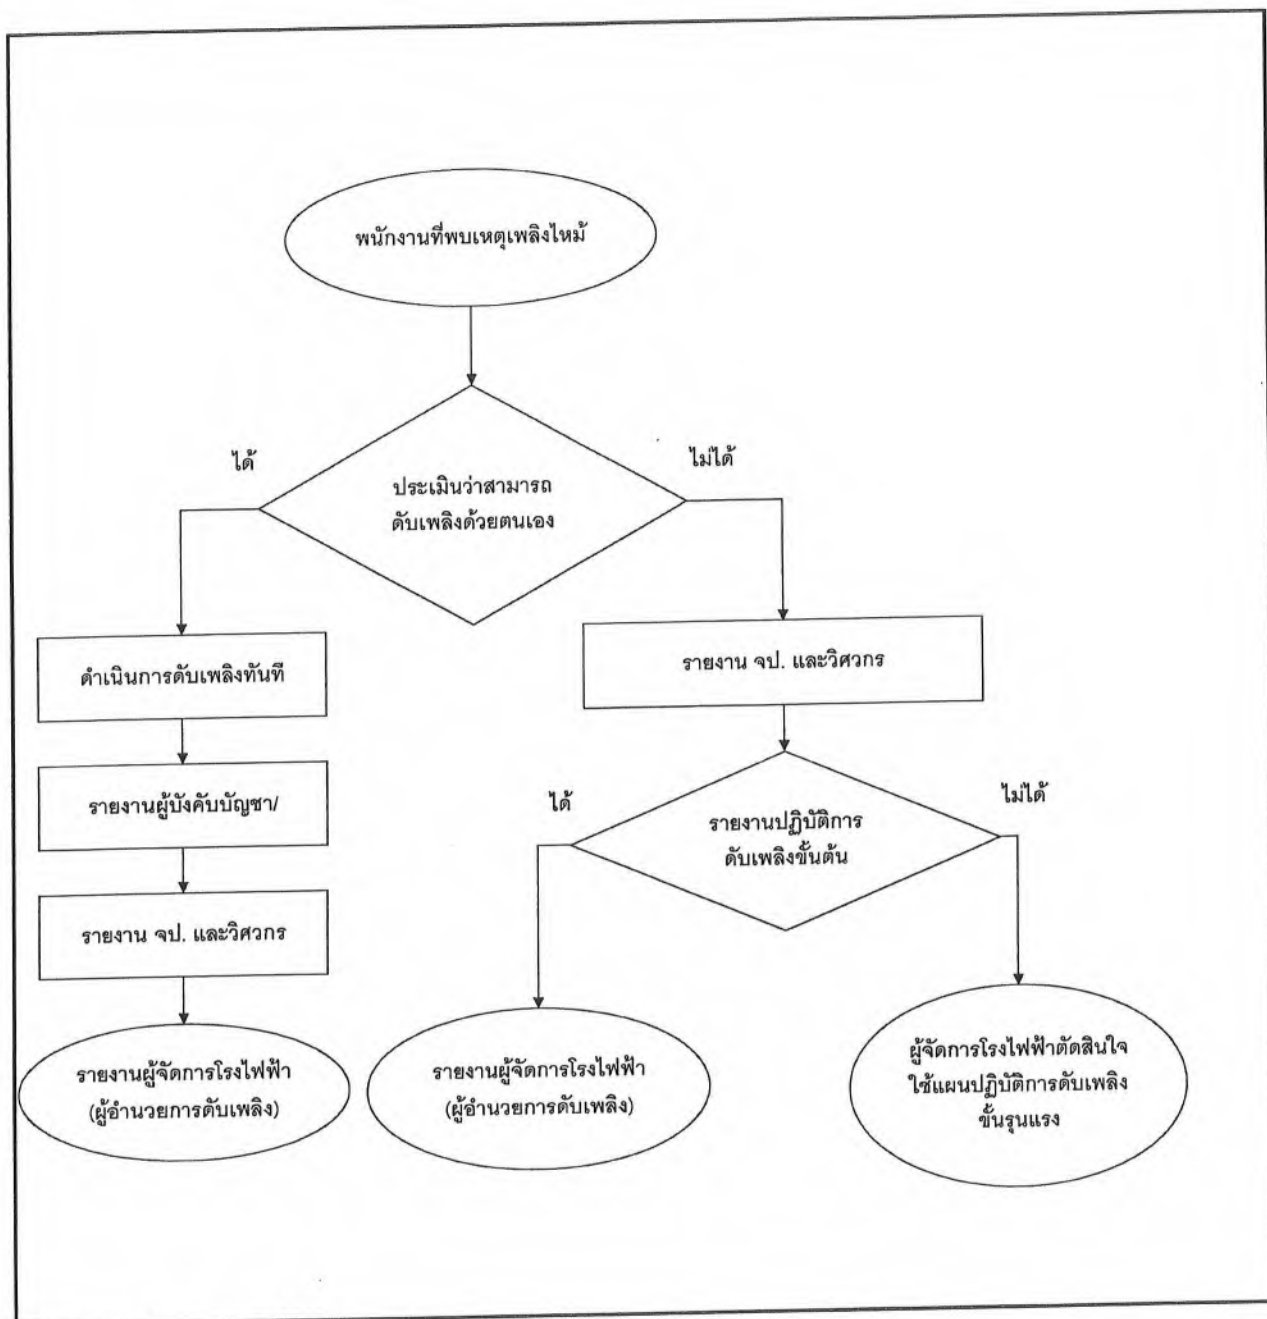 พนักงานที่พบเหตุเพลิงไหม้
ได้
ไม่ได้
ประเมินว่าสามารถ
ดับเพลิงด้วยตนเอง
ดำเนินการดับเพลิงทันที
รายงาน จป. และวิศวกร
รายงานผู้บังคับบัญชา/
ได้
ไม่ได้
รายงานปฏิบัติการ
ดับเพลิงขั้นต้น
รายงาน จป. และวิศวกร
รายงานผู้จัดการโรงไฟฟ้า
(ผู้อำนวยการดับเพลิง)
รายงานผู้จัดการโรงไฟฟ้า
(ผู้อำนวยการดับเพลิง)
ผู้จัดการโรงไฟฟ้าตัดสินใจ
ใช้แผนปฏิบัติการดับเพลิง
ขั้นรุนแรง